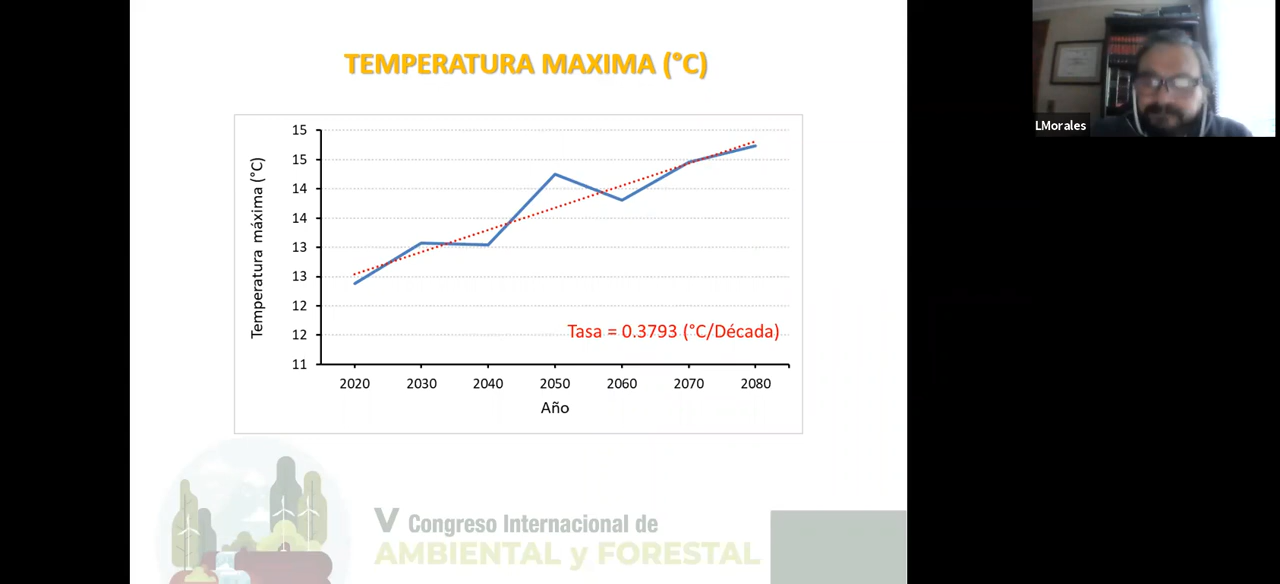 TEMPERATURA MAXIMA (°C)
LMorales
Temperatura máxima (°C)
15
15
14
14
13
13
12
12
11
Tasa = 0.3793 (°C/Década)
2020 2030 2040 2050 2060 2070 2080
Año
V Congreso Internacional de
AMBIENTAL y FORESTAL